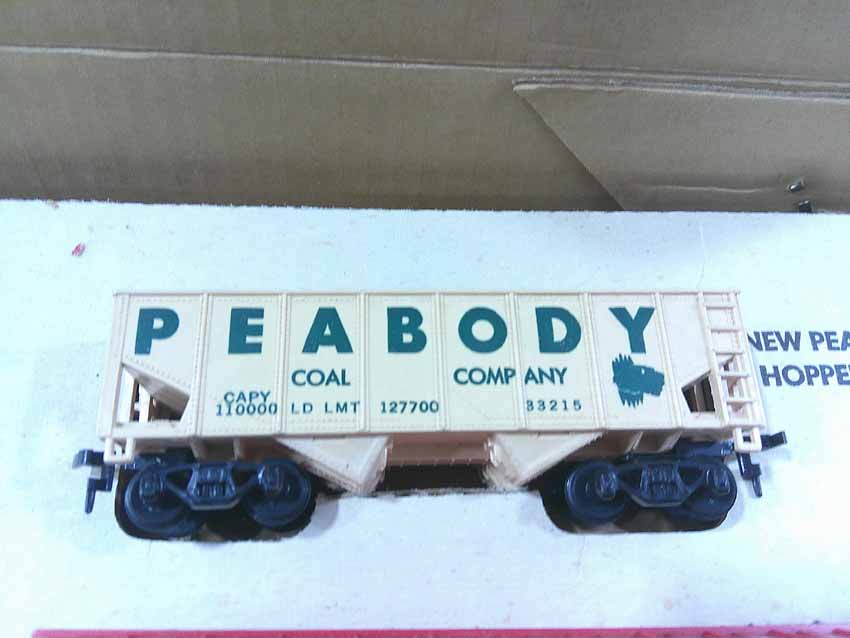 PEABODY
COAL COMPANY
CAPY
110000 LD LMT 127700 33215
NEW PEA
HOPPE